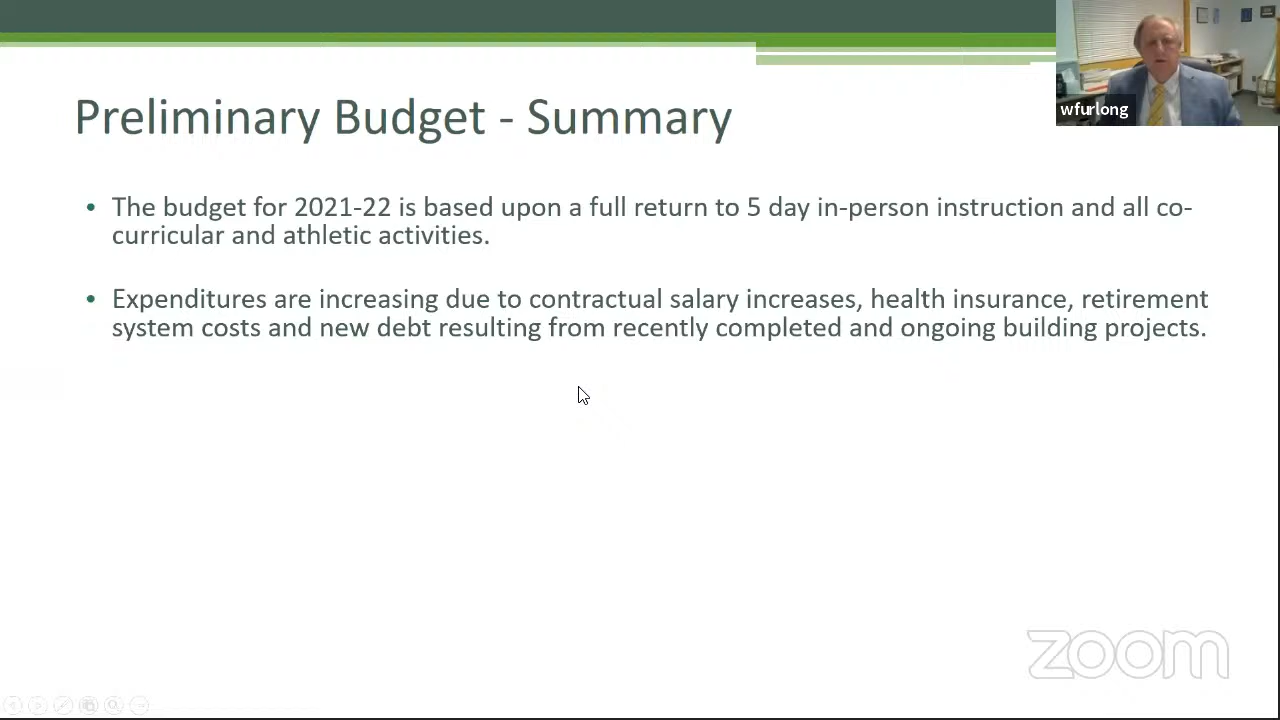 wfurlong
Preliminary Budget - Summary
• The budget for 2021-22 is based upon a full return to 5 day in-person instruction and all co-
curricular and athletic activities.
• Expenditures are increasing due to contractual salary increases, health insurance, retirement
system costs and new debt resulting from recently completed and ongoing building projects.
zoom